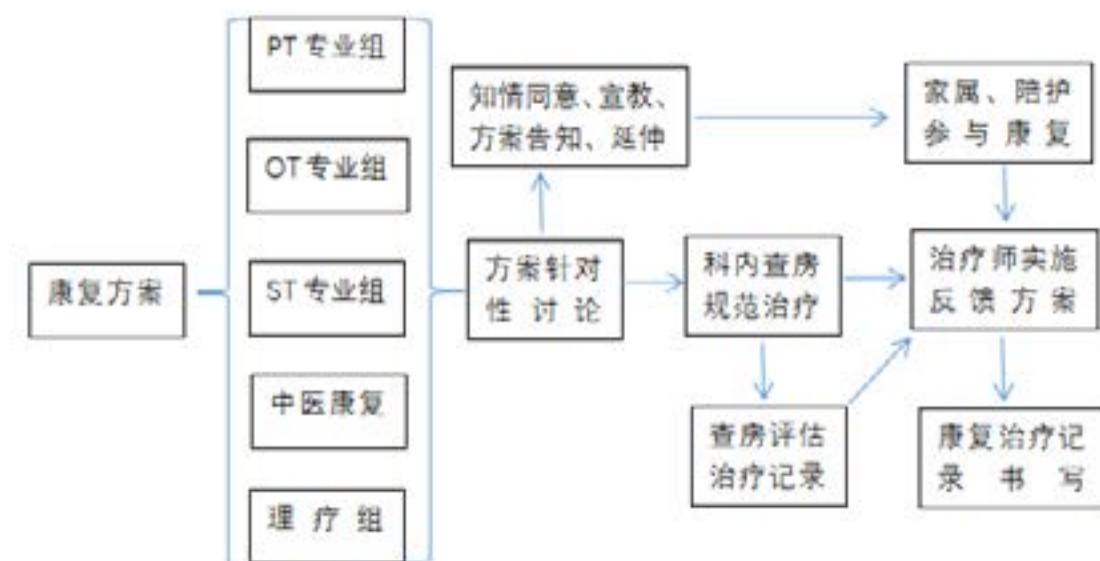 康复方案
PT 专业组
OT 专业组
ST 专业组
中医康复
理疗组
知情同意、宣教、
方案告知、延伸
方案针对
性讨论
科内查房
规范治疗
查房评估
治疗记录
家属、陪护
参与康复
治疗师实施
反馈方案
康复治疗记
录书写